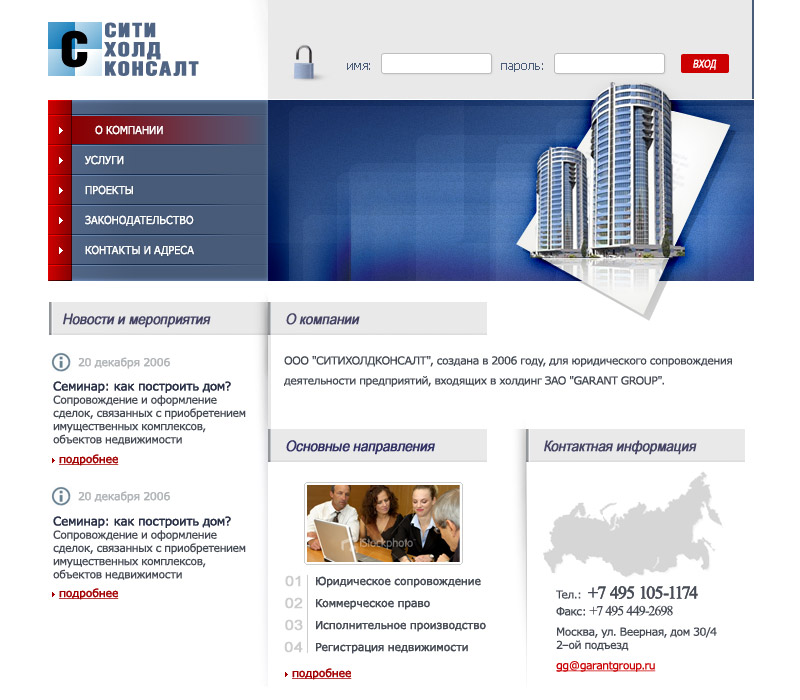 СИТИ
ХОЛД
КОНСАЛТ
С
имя:
пароль:
ВХОД
О КОМПАНИИ
УСЛУГИ
ПРОЕКТЫ
ЗАКОНОДАТЕЛЬСТВО
КОНТАКТЫ И АДРЕСА
Новости и мероприятия
20 декабря 2006
Семинар: как построить дом?
Сопровождение и оформление
сделок, связанных с приобретением
имущественных комплексов,
объектов недвижимости
подробнее
20 декабря 2006
Семинар: как построить дом?
Сопровождение и оформление
сделок, связанных с приобретением
имущественных комплексов,
объектов недвижимости
подробнее
О компании
ООО "СИТИХОЛДКОНСАЛТ", создана в 2006 году, для юридического сопровождения
деятельности предприятий, входящих в холдинг ЗАО "GARANT GROUP".
Основные направления
iStockphoto
01 Юридическое сопровождение
02 Коммерческое право
03 Исполнительное производство
04 Регистрация недвижимости
подробнее
Контактная информация
Тел.: +7 495 105-1174
Факс: +7 495 449-2698
Москва, ул. Веерная, дом 30/4
2–ой подъезд
gg@garantgroup.ru